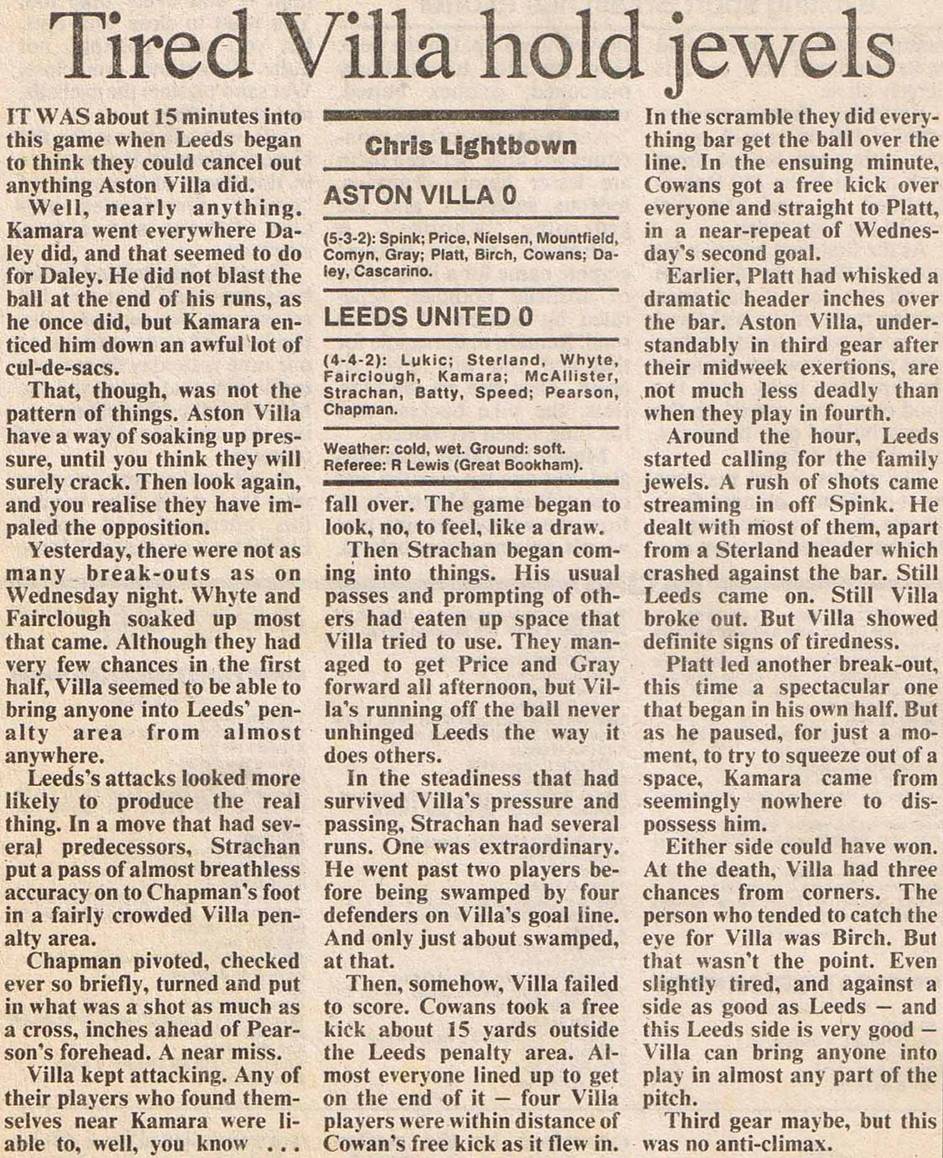 Tired Villa hold jewels
IT WAS about 15 minutes into
this game when Leeds began
to think they could cancel out
anything Aston Villa did.
Well, nearly anything.
Kamara went everywhere Da-
ley did, and that seemed to do
for Daley. He did not blast the
ball at the end of his runs, as
he once did, but Kamara en-
ticed him down an awful lot of
cul-de-sacs.
That, though, was not the
pattern of things. Aston Villa
have a way of soaking up pres-
sure, until you think they will
surely crack. Then look again,
and you realise they have im-
paled the opposition.
Yesterday, there were not as
many break-outs as on
Wednesday night. Whyte and
Fairclough soaked up most
that came. Although they had
very few chances in the first
half, Villa seemed to be able to
bring anyone into Leeds' pen-
alty area from almost
anywhere.
Leeds's attacks looked more
likely to produce the real
thing. In a move that had sev-
eral predecessors, Strachan
put a pass of almost breathless
accuracy on to Chapman's foot
in a fairly crowded Villa pen-
alty area.
Chapman pivoted, checked
ever so briefly, turned and put
in what was a shot as much as
a cross, inches ahead of Pear-
son's forehead. A near miss.
Villa kept attacking. Any of
their players who found them-
selves near Kamara were li-
able to, well, you know . . .
Chris Lightbown
ASTON VILLA 0
(5-3-2): Spink; Price, Nielsen, Mountfield,
Comyn, Gray; Platt, Birch, Cowans; Da-
ley, Cascarino.
LEEDS UNITED 0
(4-4-2): Lukic; Sterland, Whyte,
Fairclough, Kamara; McAllister,
Strachan, Batty, Speed; Pearson,
Chapman.
Weather: cold, wet. Ground: soft.
Referee: R Lewis (Great Bookham).
fall over. The game began to
look, no, to feel, like a draw.
Then Strachan began com-
ing into things. His usual
passes and prompting of oth-
ers had eaten up space that
Villa tried to use. They man-
aged to get Price and Gray
forward all afternoon, but Vil-
la's running off the ball never
unhinged Leeds the way it
does others.
In the steadiness that had
survived Villa's pressure and
passing, Strachan had several
runs. One was extraordinary.
He went past two players be-
fore being swamped by four
defenders on Villa's goal line.
And only just about swamped,
at that.
Then, somehow, Villa failed
to score. Cowans took a free
kick about 15 yards outside
the Leeds penalty area. Al-
most everyone lined up to get
on the end of it — four Villa
players were within distance of
Cowan's free kick as it flew in.
In the scramble they did every-
thing bar get the ball over the
line. In the ensuing minute,
Cowans got a free kick over
everyone and straight to Platt,
in a near-repeat of Wednes-
day's second goal.
Earlier, Platt had whisked a
dramatic header inches over
the bar. Aston Villa, under-
standably in third gear after
their midweek exertions, are
not much less deadly than
when they play in fourth.
Around the hour, Leeds
started calling for the family
jewels. A rush of shots came
streaming in off Spink. He
dealt with most of them, apart
from a Sterland header which
crashed against the bar. Still
Leeds came on. Still Villa
broke out. But Villa showed
definite signs of tiredness.
Platt led another break-out,
this time a spectacular one
that began in his own half. But
as he paused, for just a mo-
ment, to try to squeeze out of a
space, Kamara came from
seemingly nowhere to dis-
possess him.
Either side could have won.
At the death, Villa had three
chances from corners. The
person who tended to catch the
eye for Villa was Birch. But
that wasn't the point. Even
slightly tired, and against a
side as good as Leeds — and
this Leeds side is very good —
Villa can bring anyone into
play in almost any part of the
pitch.
Third gear maybe, but this
was no anti-climax.